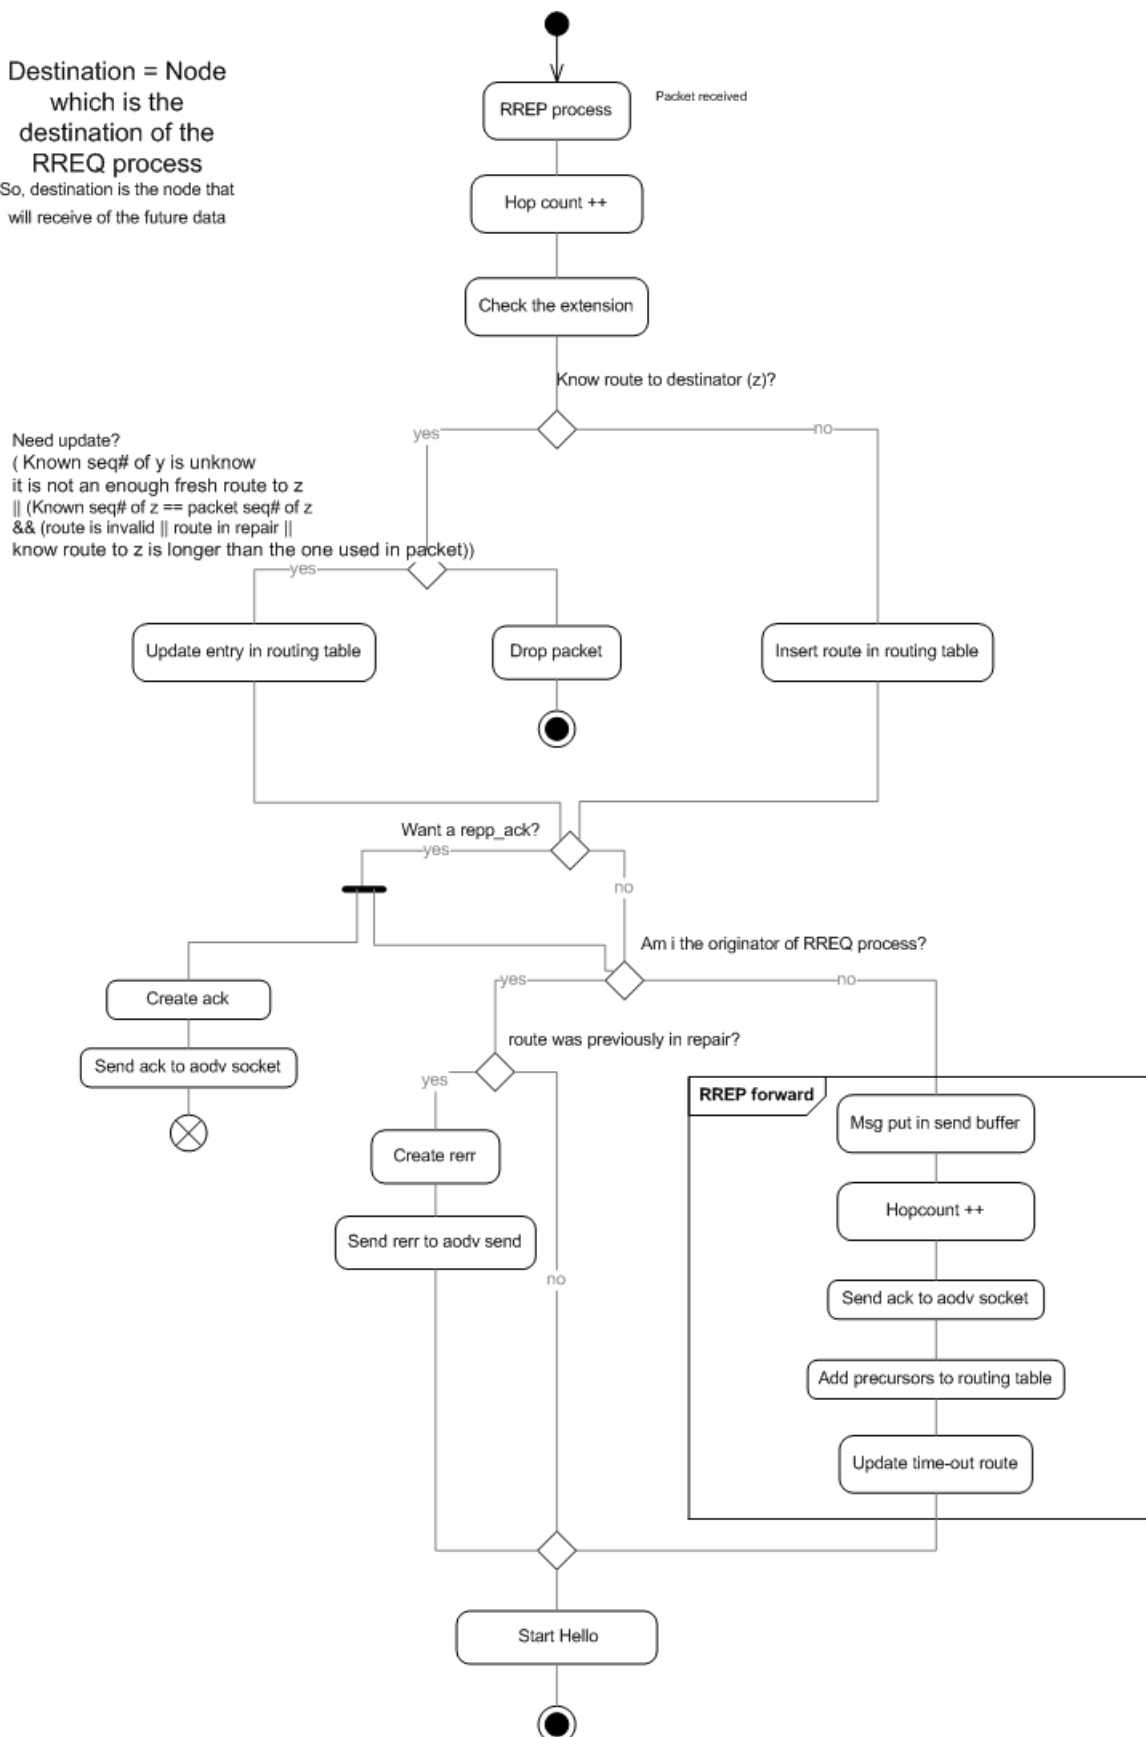 Destination = Node
which is the
destination of the
RREQ process
So, destination is the node that
will receive of the future data
Packet received
RREP process
Hop count ++
Check the extension
Know route to destinator (z)?
yes
no
Need update?
( Known seq# of y is unknow
it is not an enough fresh route to z
|| (Known seq# of z == packet seq# of z
&& (route is invalid || route in repair ||
know route to z is longer than the one used in packet))
yes
Update entry in routing table
Drop packet
Insert route in routing table
Want a repp_ack?
yes
no
Am i the originator of RREQ process?
yes
no
Create ack
Send ack to aodv socket
route was previously in repair?
yes
no
Create rerr
Send rerr to aodv send
RREP forward
Msg put in send buffer
Hopcount ++
Send ack to aodv socket
Add precursors to routing table
Update time-out route
Start Hello